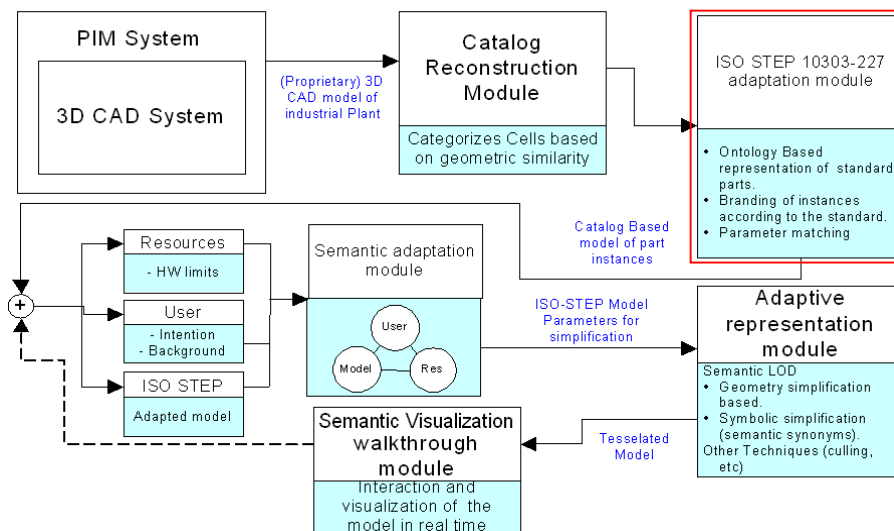 PIM System
3D CAD System
(Proprietary) 3D
CAD model of
industrial Plant
Catalog
Reconstruction
Module
Categorizes Cells based
on geometric similarity
ISO STEP 10303-227
adaptation module
• Ontology Based
representation of standard
parts.
• Branding of instances
according to the standard.
• Parameter matching
Catalog Based
model of part
instances
+
Resources
- HW limits
User
- Intention
- Background
ISO STEP
Adapted model
Semantic adaptation
module
User
Model
Res
ISO-STEP Model
Parameters for
simplification
Adaptive
representation
module
Semantic LOD
• Geometry simplification
based.
• Symbolic simplification
(semantic synonyms).
Other Techniques (culling,
etc)
Tesselated
Model
Semantic Visualization
walkthrough
module
Interaction and
visualization of the
model in real time